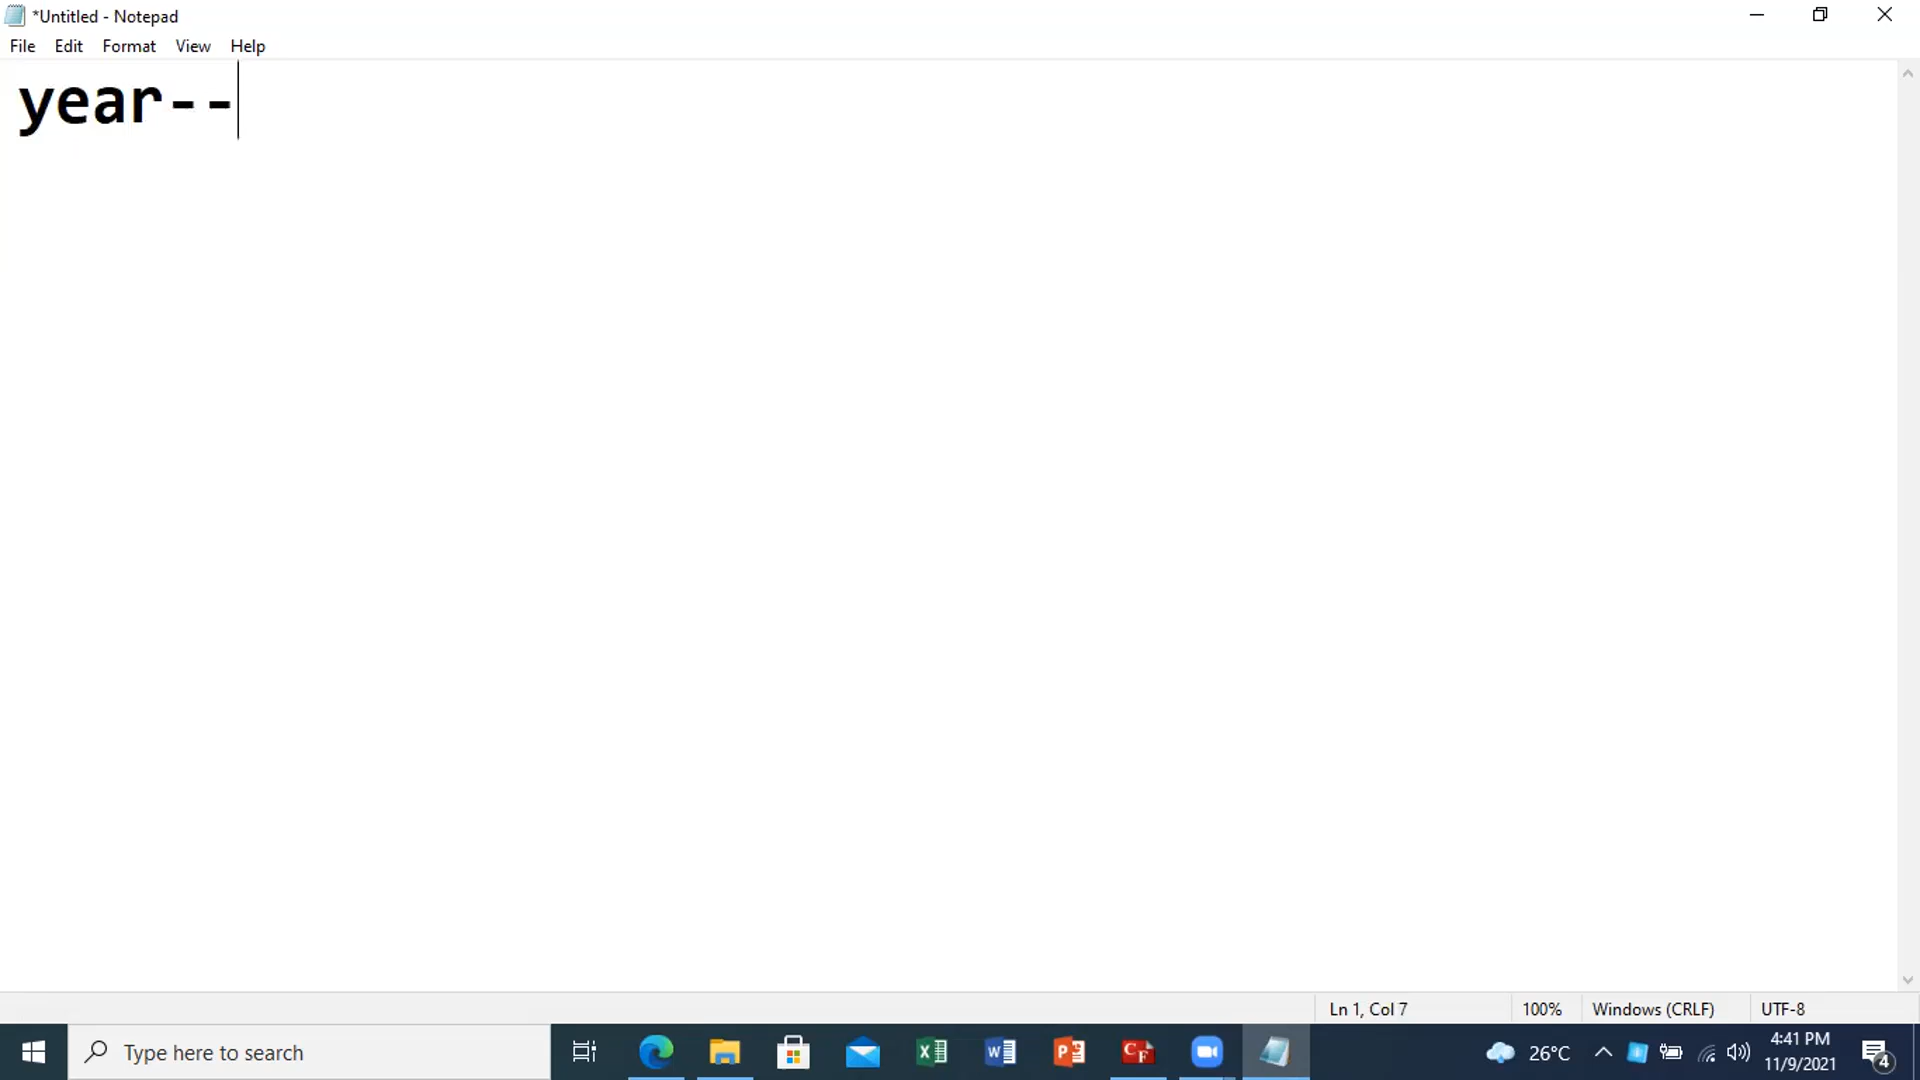 *Untitled - Notepad
File Edit Format View Help
year--
Ln 1, Col 7 100% Windows (CRLF) UTF-8
Type here to search
26°C
4:41 PM
11/9/2021
4